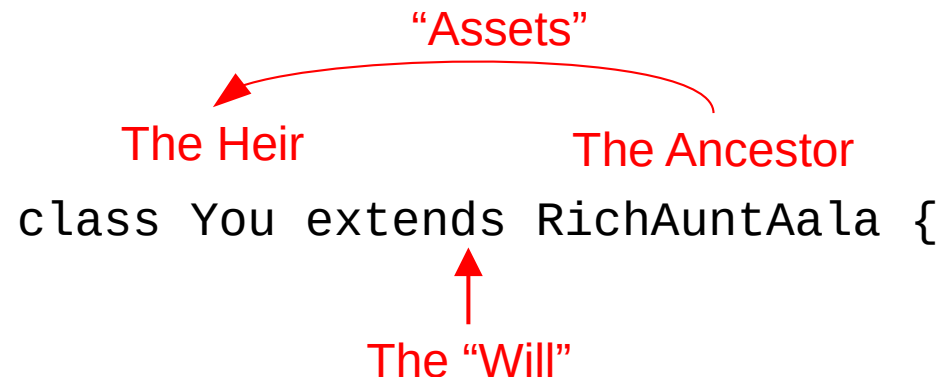 “Assets”
The Heir The Ancestor
class You extends RichAuntAala {
The “Will”